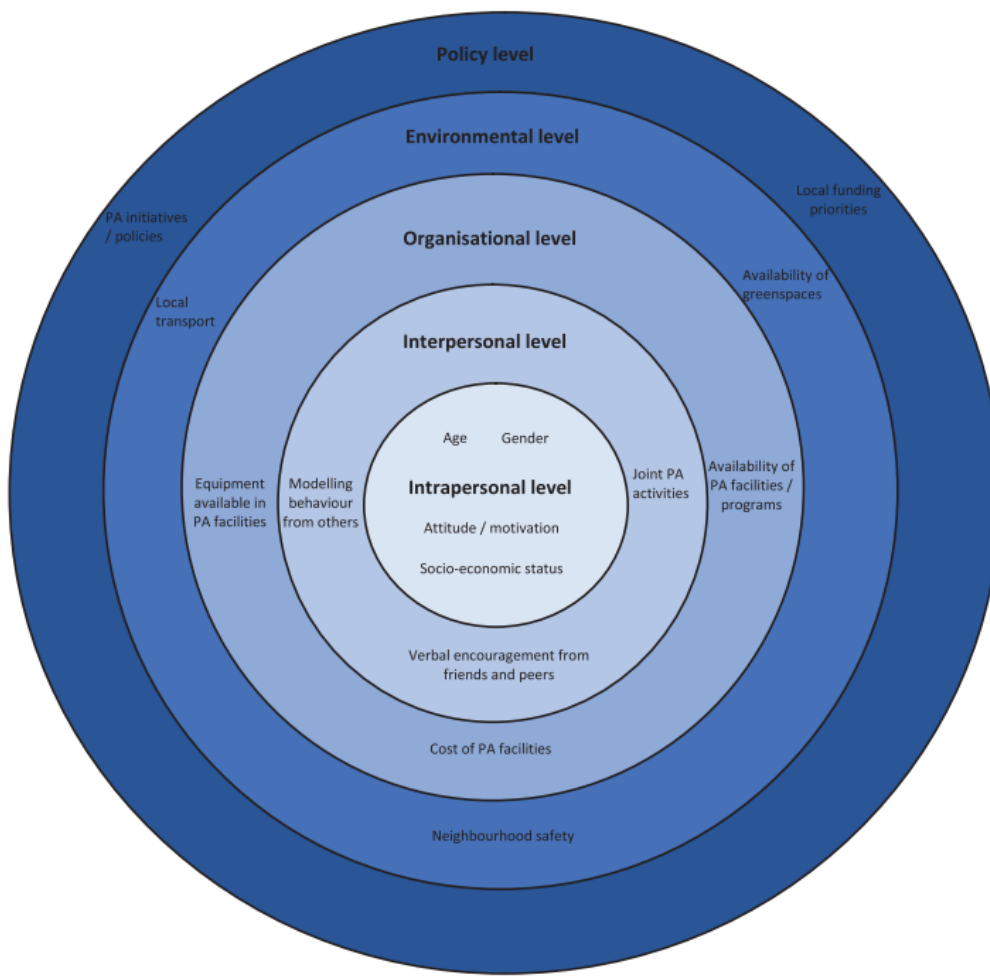 Policy level
Environmental level
Local funding
priorities
PA initiatives
/ policies
Organisational level
Availability of
greenspaces
Local
transport
Interpersonal level
Age
Gender
Intrapersonal level
Attitude / motivation
Socio-economic status
Equipment
available in
PA facilities
Modelling
behaviour
from others
Joint PA
activities
Availability of
PA facilities /
programs
Verbal encouragement from
friends and peers
Cost of PA facilities
Neighbourhood safety